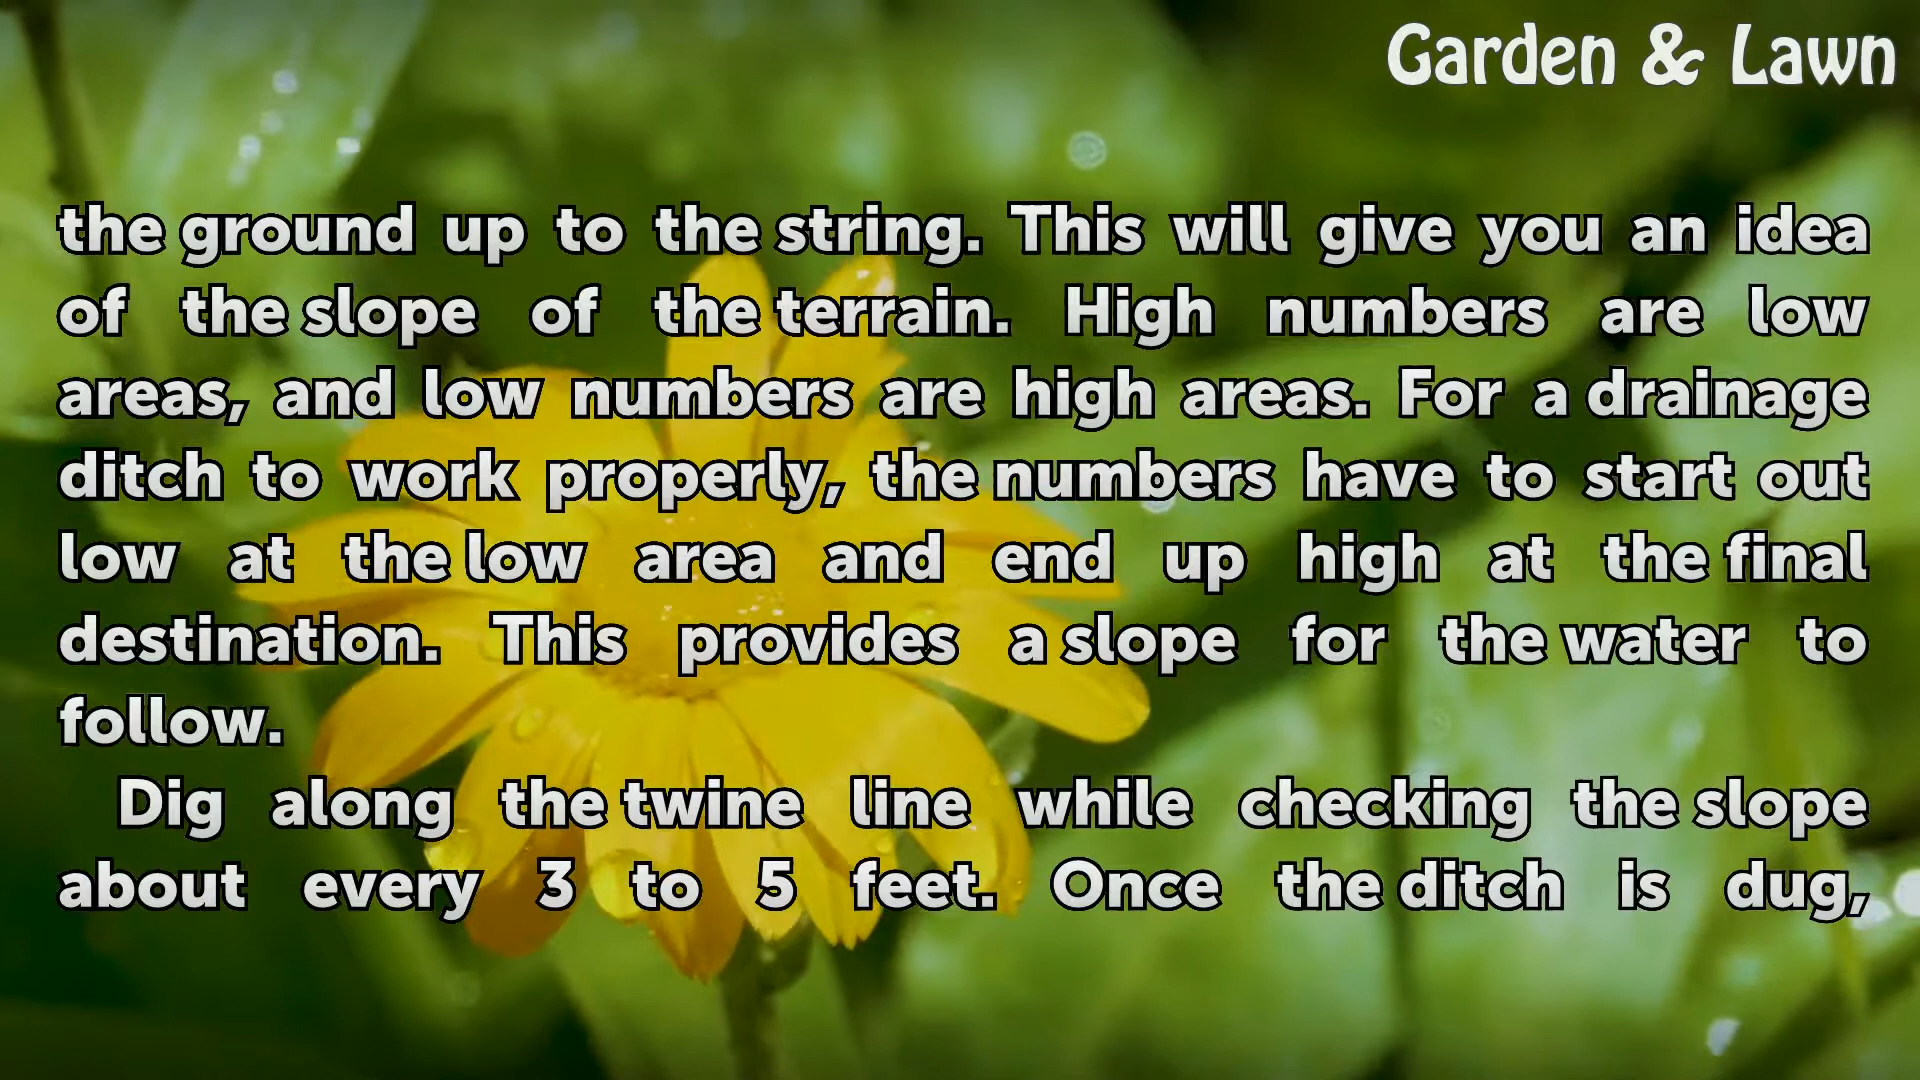 Garden & Lawn
the ground up to the string. This will give you an idea
of the slope of the terrain. High numbers are low
areas, and low numbers are high areas. For a drainage
ditch to work properly, the numbers have to start out
low at the low area and end up high at the final
destination. This provides a slope for the water to
follow.
Dig along the twine line while checking the slope
about every 3 to 5 feet. Once the ditch is dug,